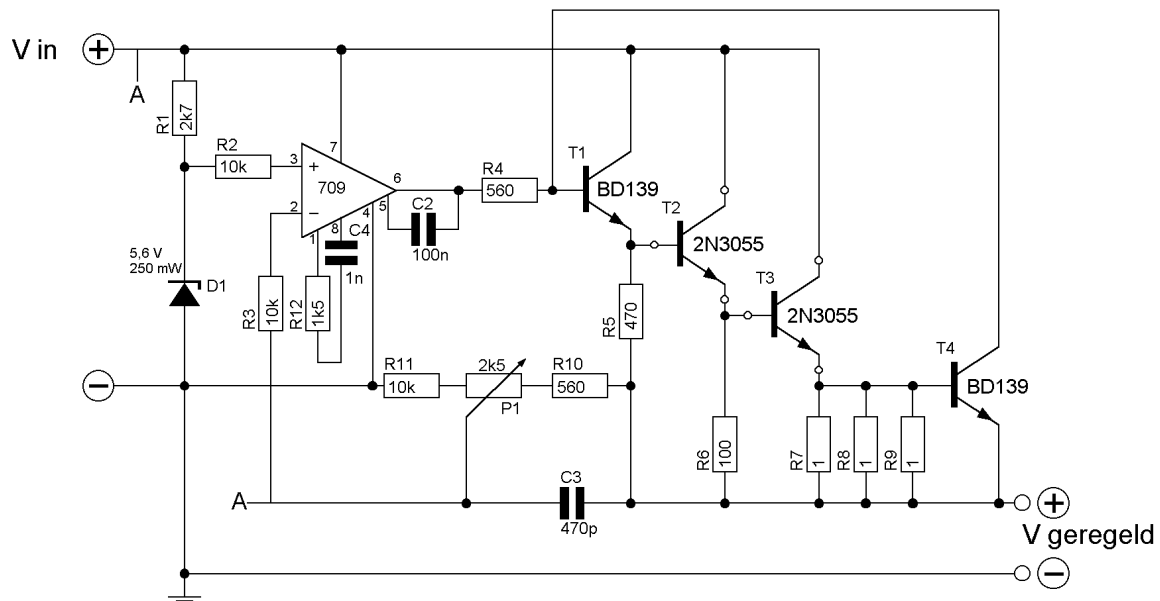 V in
+
A
R1
2k7
R2
10k
3
+
7
709
6
2
−
1
8
4
5
C4
1n
C2
100n
R4
560
T1
BD139
T2
2N3055
T3
2N3055
T4
BD139
5,6 V
250 mW
D1
R3
10k
R12
1k5
R5
470
−
R11
10k
2k5
P1
R10
560
R6
100
R7
1
R8
1
R9
1
A
C3
470p
+
V geregeld
−